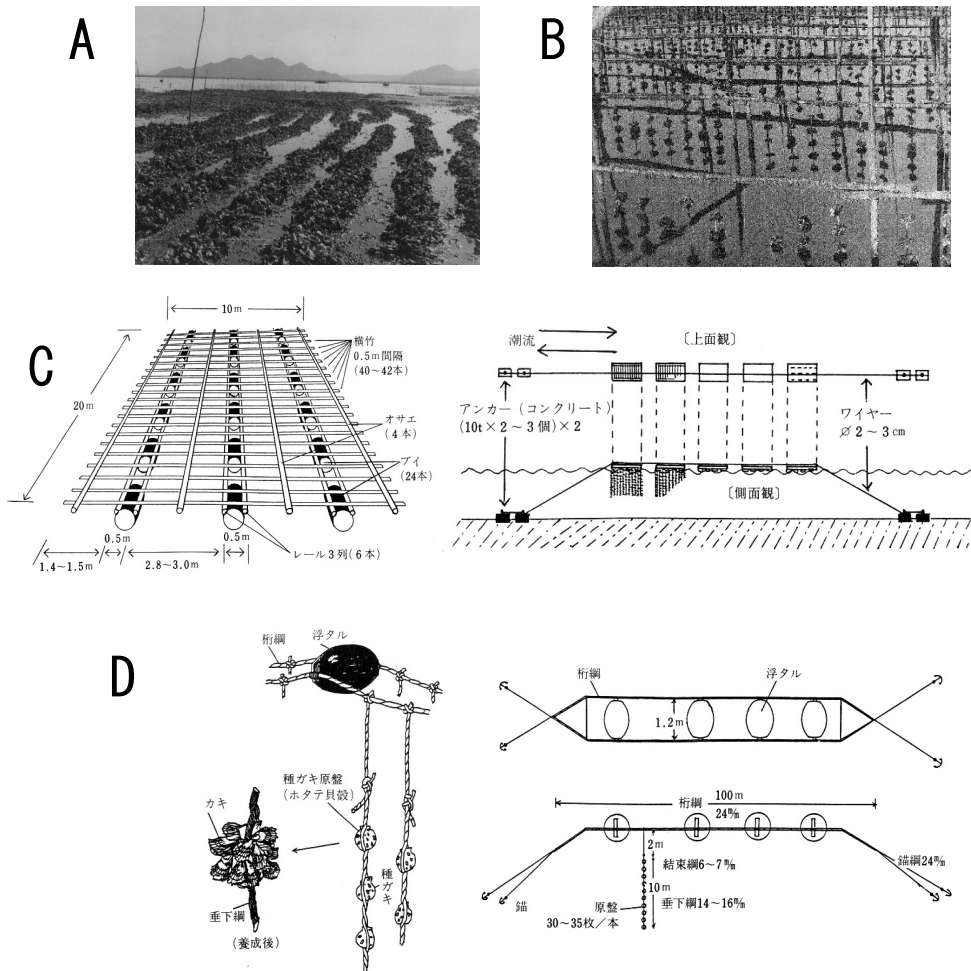 A
B
C
10m
20m
横竹
0.5m間隔
(40〜42本)
オサエ
(4本)
ブイ
(24本)
0.5m
0.5m
レール3列(6本)
1.4〜1.5m
2.8〜3.0m
潮流
〔上面観〕
アンカー(コンクリート)
(10t×2〜3個)×2
ワイヤー
∅2〜3cm
〔側面観〕
D
桁綱
浮タル
種ガキ原盤
(ホタテ貝殻)
カキ
種ガキ
垂下綱
(養成後)
桁綱
浮タル
1.2m
100m
桁綱
24㎜
2m
結束綱6〜7㎜
10m
垂下綱14〜16㎜
原盤
30〜35枚/本
錨
錨綱24㎜